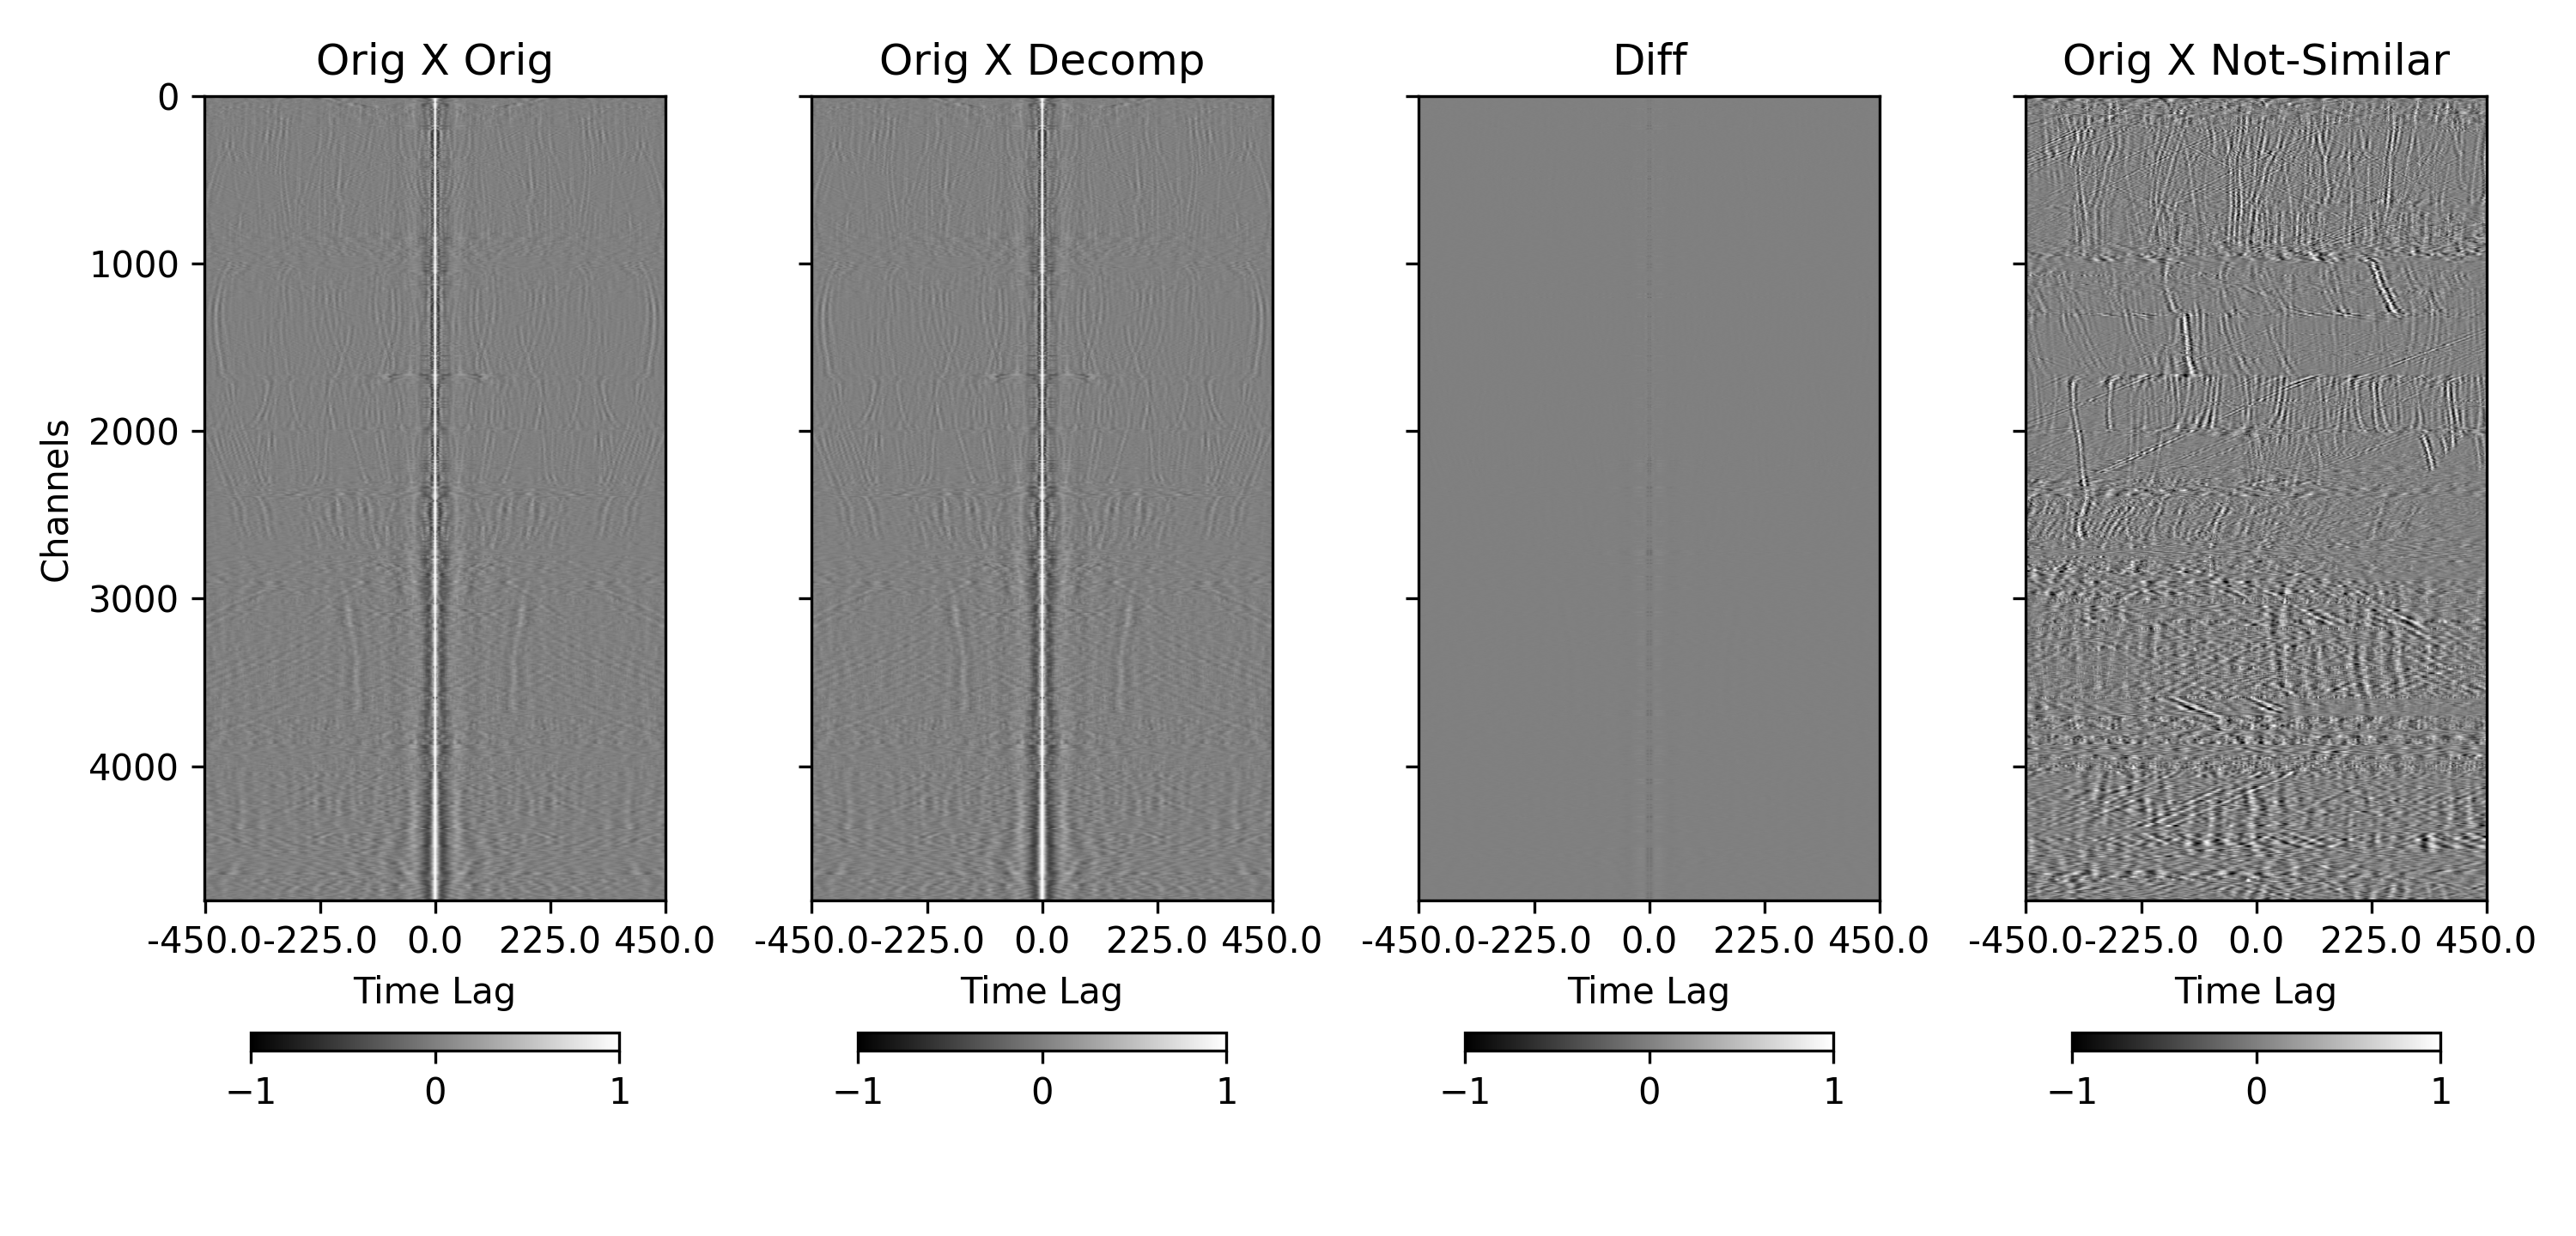 Orig X Orig Orig X Decomp Diff Orig X Not-Similar
0
1000
2000
3000
4000
Channels
-450.0 -225.0 0.0 225.0 450.0 -450.0 -225.0 0.0 225.0 450.0 -450.0 -225.0 0.0 225.0 450.0 -450.0 -225.0 0.0 225.0 450.0
Time Lag Time Lag Time Lag Time Lag
−1 0 1 −1 0 1 −1 0 1 −1 0 1